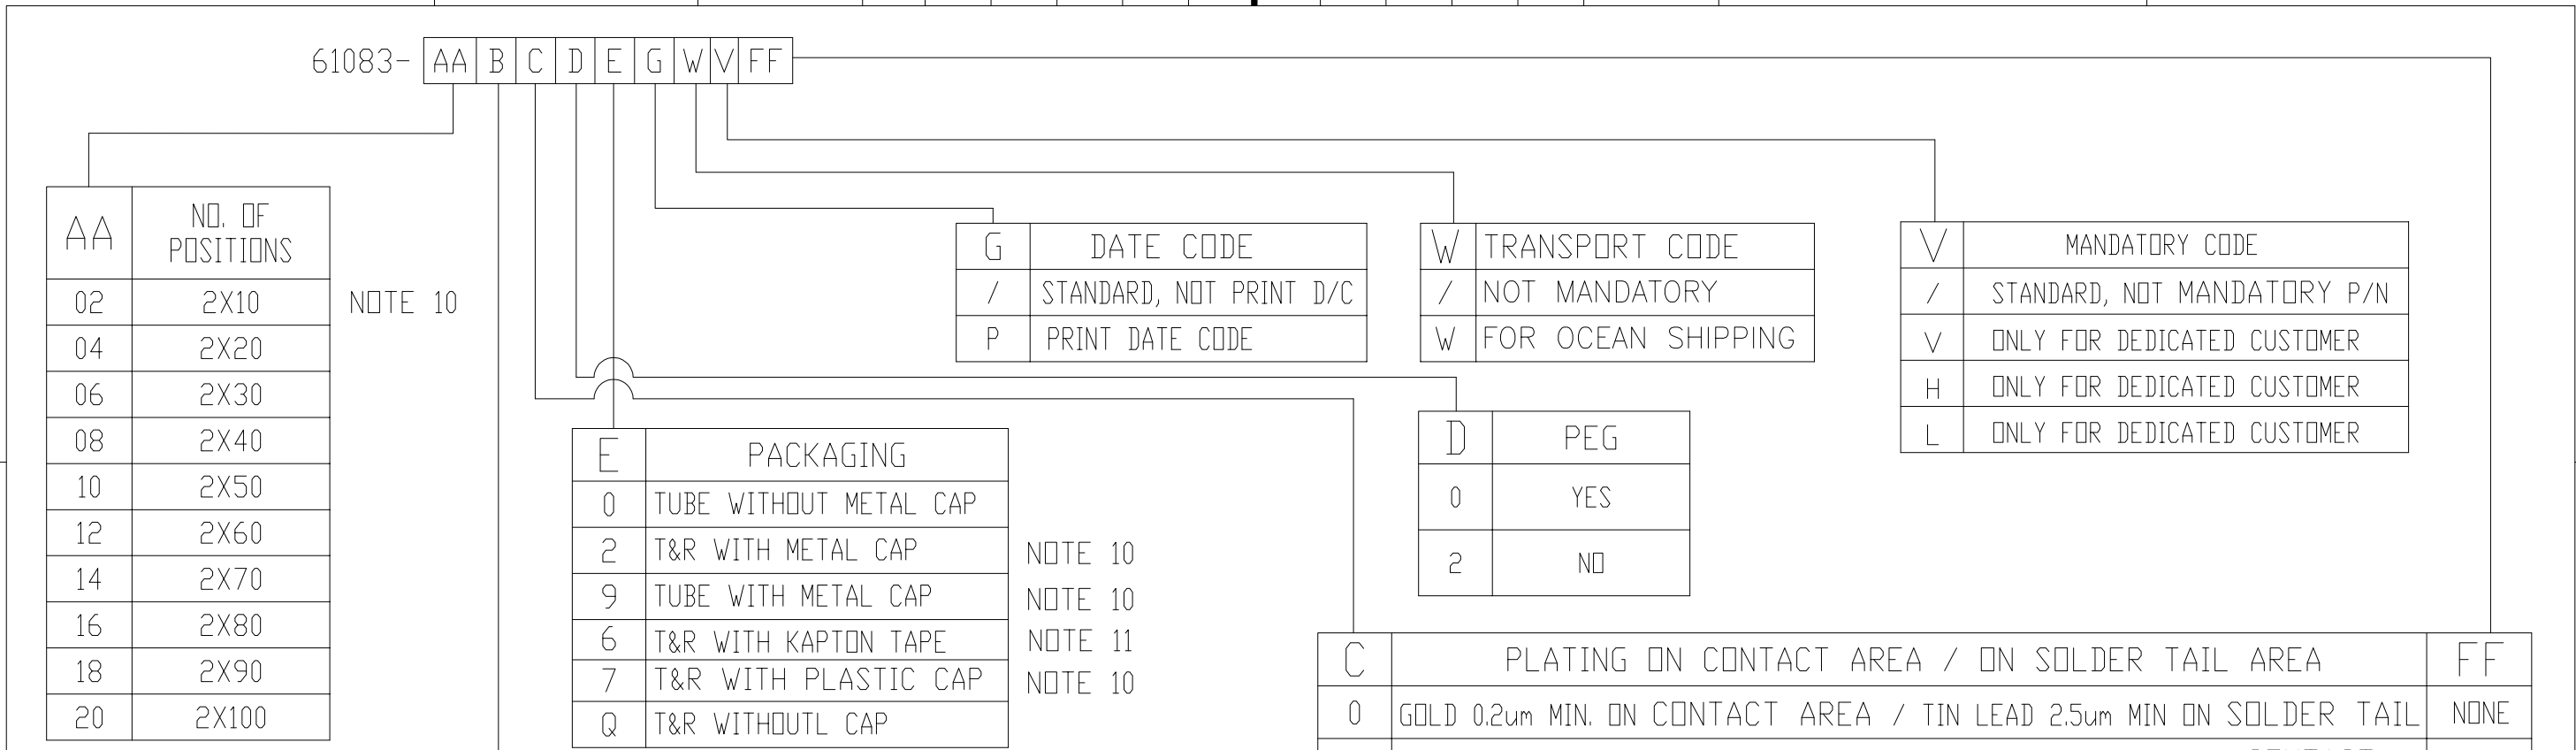 61083- AA B C D E G W V FF
AA NO. OF POSITIONS
02 2X10 NOTE 10
04 2X20
06 2X30
08 2X40
10 2X50
12 2X60
14 2X70
16 2X80
18 2X90
20 2X100
E PACKAGING
0 TUBE WITHOUT METAL CAP
2 T&R WITH METAL CAP NOTE 10
9 TUBE WITH METAL CAP NOTE 10
6 T&R WITH KAPTON TAPE NOTE 11
7 T&R WITH PLASTIC CAP NOTE 10
Q T&R WITHOUTL CAP
G DATE CODE
/ STANDARD, NOT PRINT D/C
P PRINT DATE CODE
W TRANSPORT CODE
/ NOT MANDATORY
W FOR OCEAN SHIPPING
V MANDATORY CODE
/ STANDARD, NOT MANDATORY P/N
V ONLY FOR DEDICATED CUSTOMER
H ONLY FOR DEDICATED CUSTOMER
L ONLY FOR DEDICATED CUSTOMER
D PEG
0 YES
2 NO
C PLATING ON CONTACT AREA / ON SOLDER TAIL AREA FF
0 GOLD 0.2um MIN. ON CONTACT AREA / TIN LEAD 2.5um MIN ON SOLDER TAIL NONE